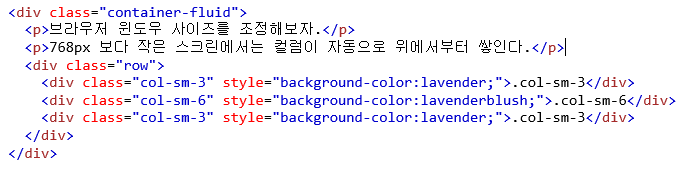 <div class="container-fluid">
<p>브라우저 윈도우 사이즈를 조정해보자.</p>
<p>768px 보다 작은 스크린에서는 컬럼이 자동으로 위에서부터 쌓인다.</p>
<div class="row">
<div class="col-sm-3" style="background-color:lavender;">.col-sm-3</div>
<div class="col-sm-6" style="background-color:lavenderblush;">.col-sm-6</div>
<div class="col-sm-3" style="background-color:lavender;">.col-sm-3</div>
</div>
</div>